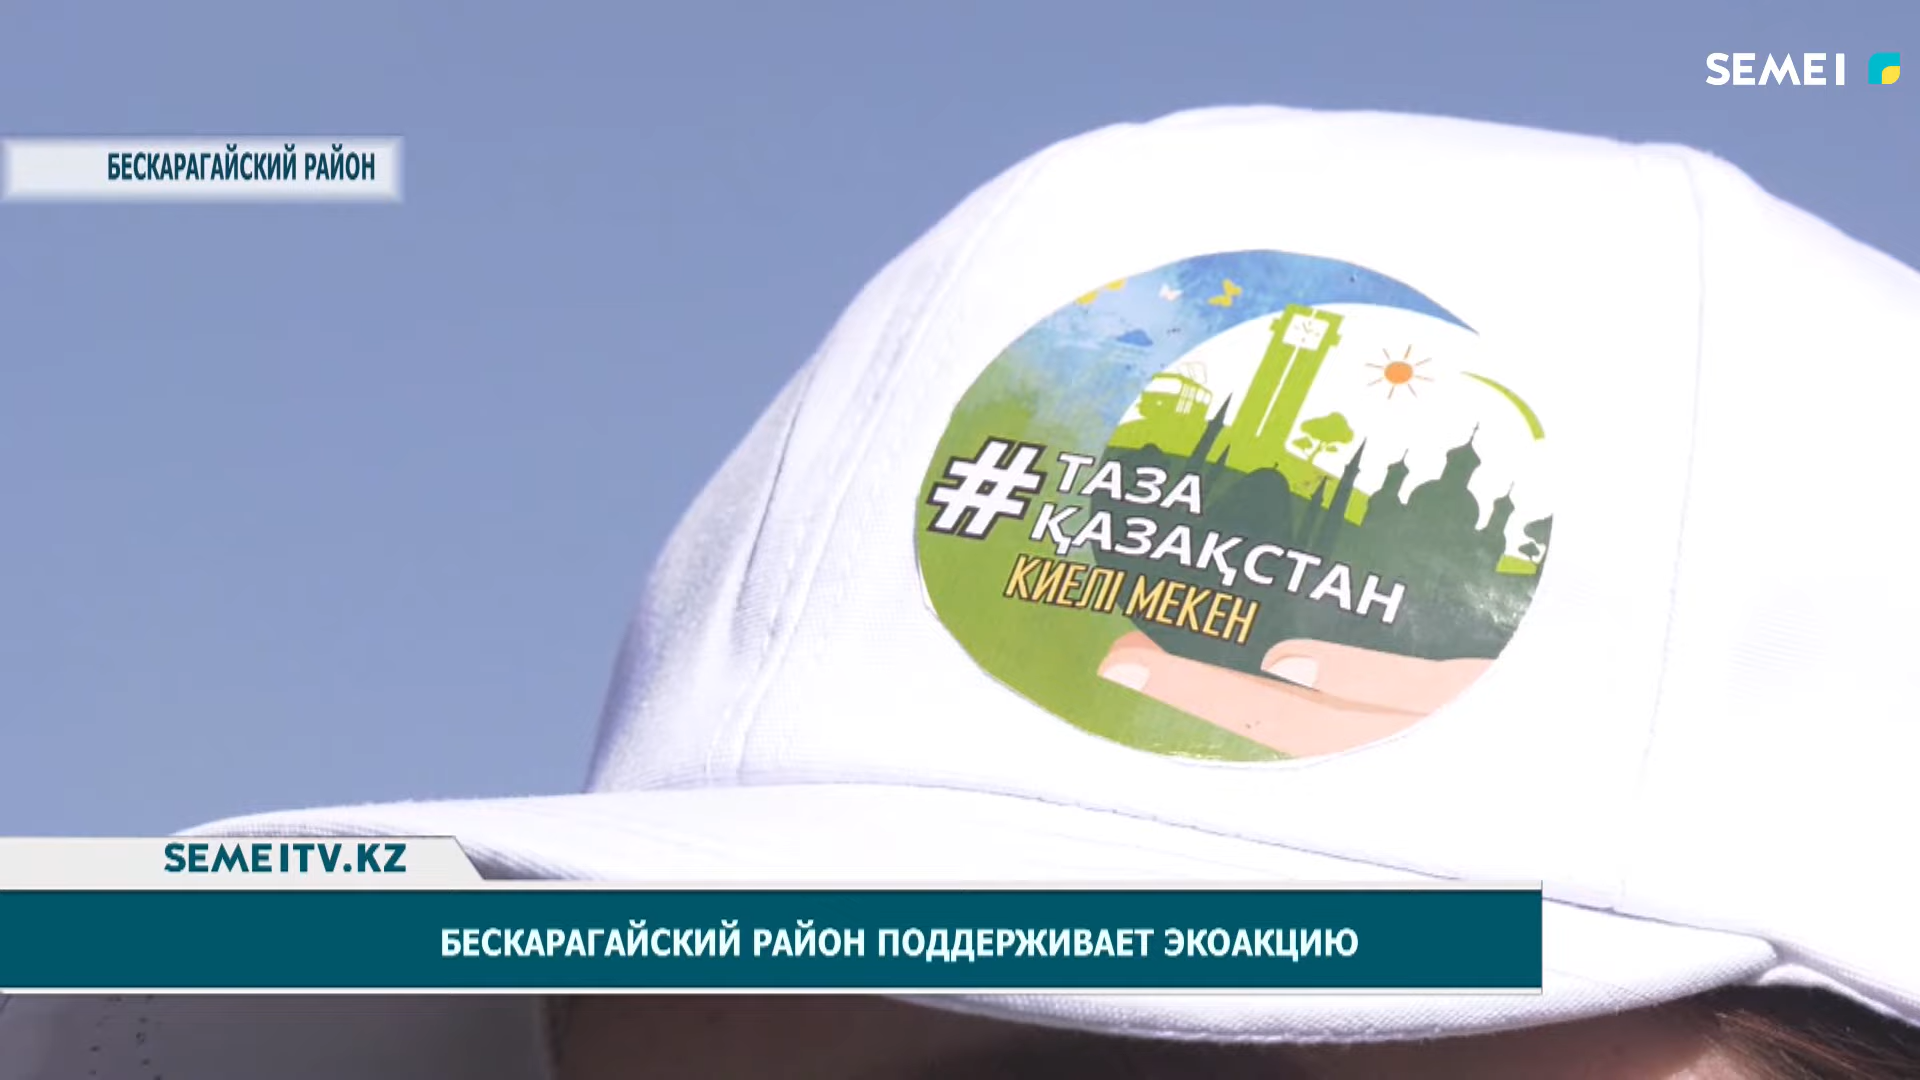 SEMEI
БЕСКАРАГАЙСКИЙ РАЙОН
#ТАЗА
ҚАЗАҚСТАН
КИЕЛІ МЕКЕН
SEMEITV.KZ
БЕСКАРАГАЙСКИЙ РАЙОН ПОДДЕРЖИВАЕТ ЭКОАКЦИЮ